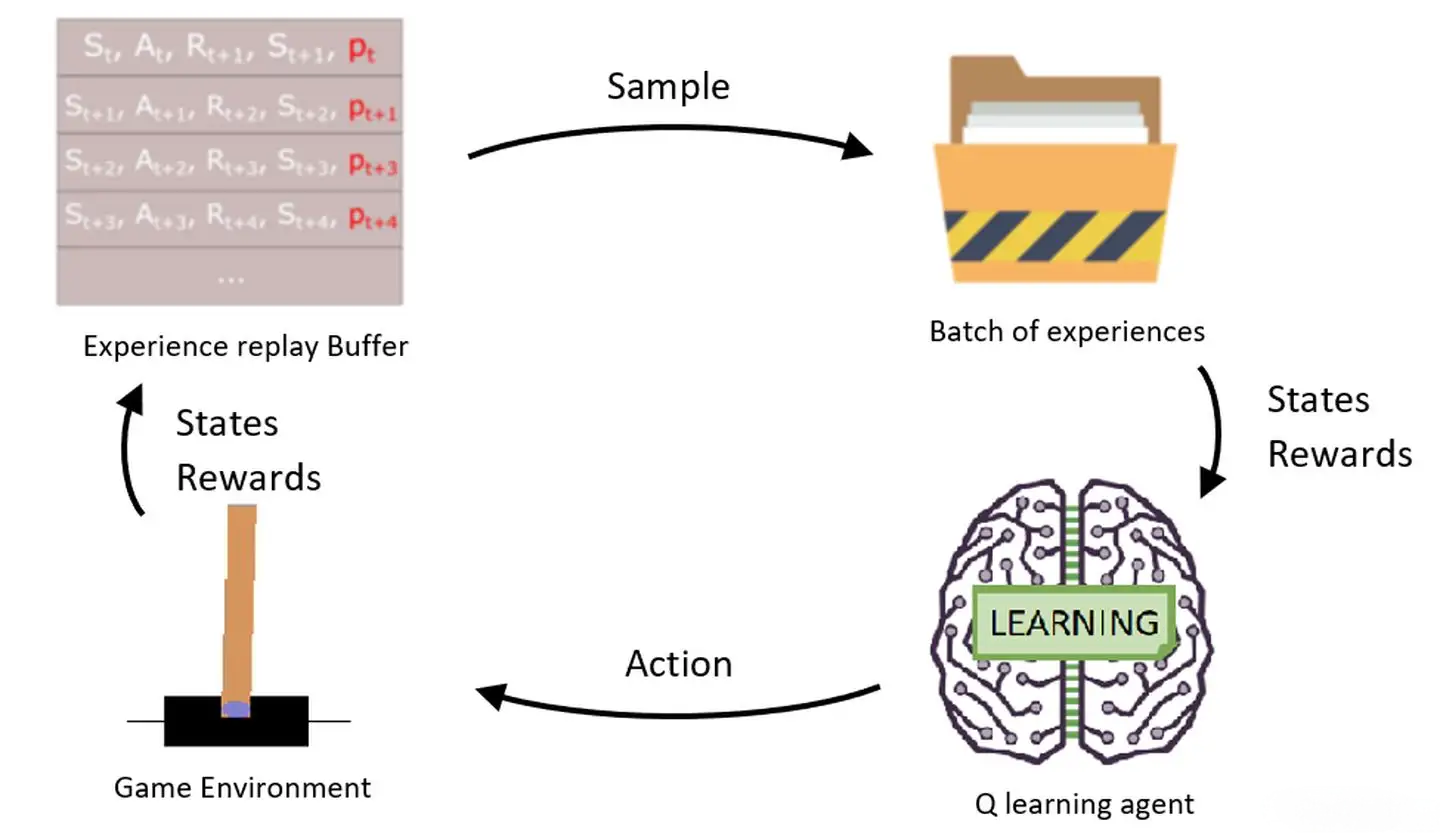 Sₜ, Aₜ, Rₜ₊₁, Sₜ₊₁, pₜ
Sₜ₊₁, Aₜ₊₁, Rₜ₊₂, Sₜ₊₂, pₜ₊₁
Sₜ₊₂, Aₜ₊₂, Rₜ₊₃, Sₜ₊₃, pₜ₊₃
Sₜ₊₃, Aₜ₊₃, Rₜ₊₄, Sₜ₊₄, pₜ₊₄
...
Experience replay Buffer
Sample
Batch of experiences
States
Rewards
States
Rewards
LEARNING
Action
Game Environment
Q learning agent